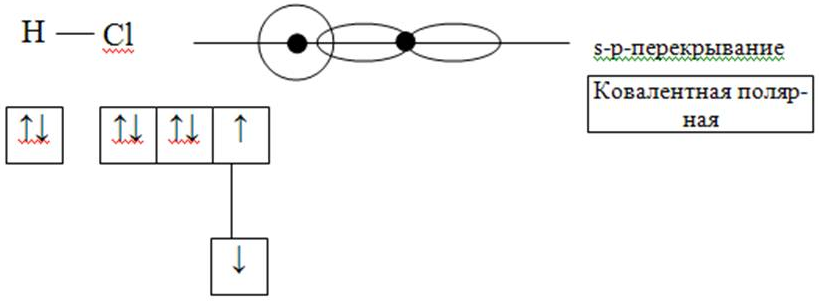 H — Cl
s-p-перекрывание
Ковалентная поляр-
ная
↑↓ ↑↓ ↑↓ ↑
↓